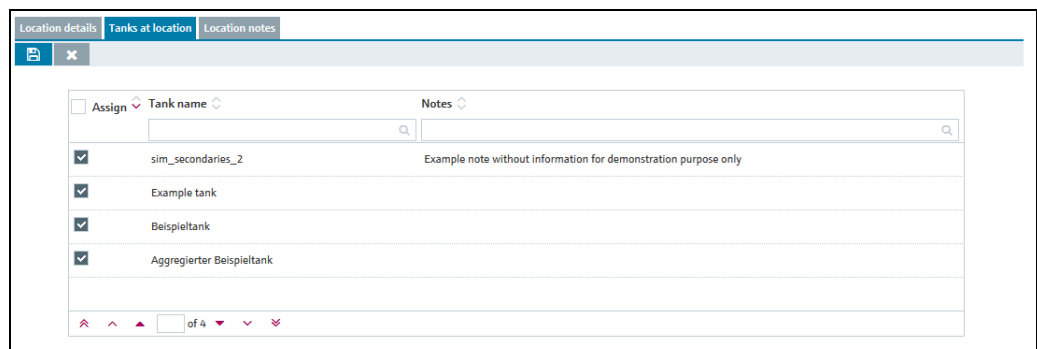 Location details Tanks at location Location notes
Assign Tank name Notes
sim_secondaries_2 Example note without information for demonstration purpose only
Example tank
Beispieltank
Aggregierter Beispieltank
of 4